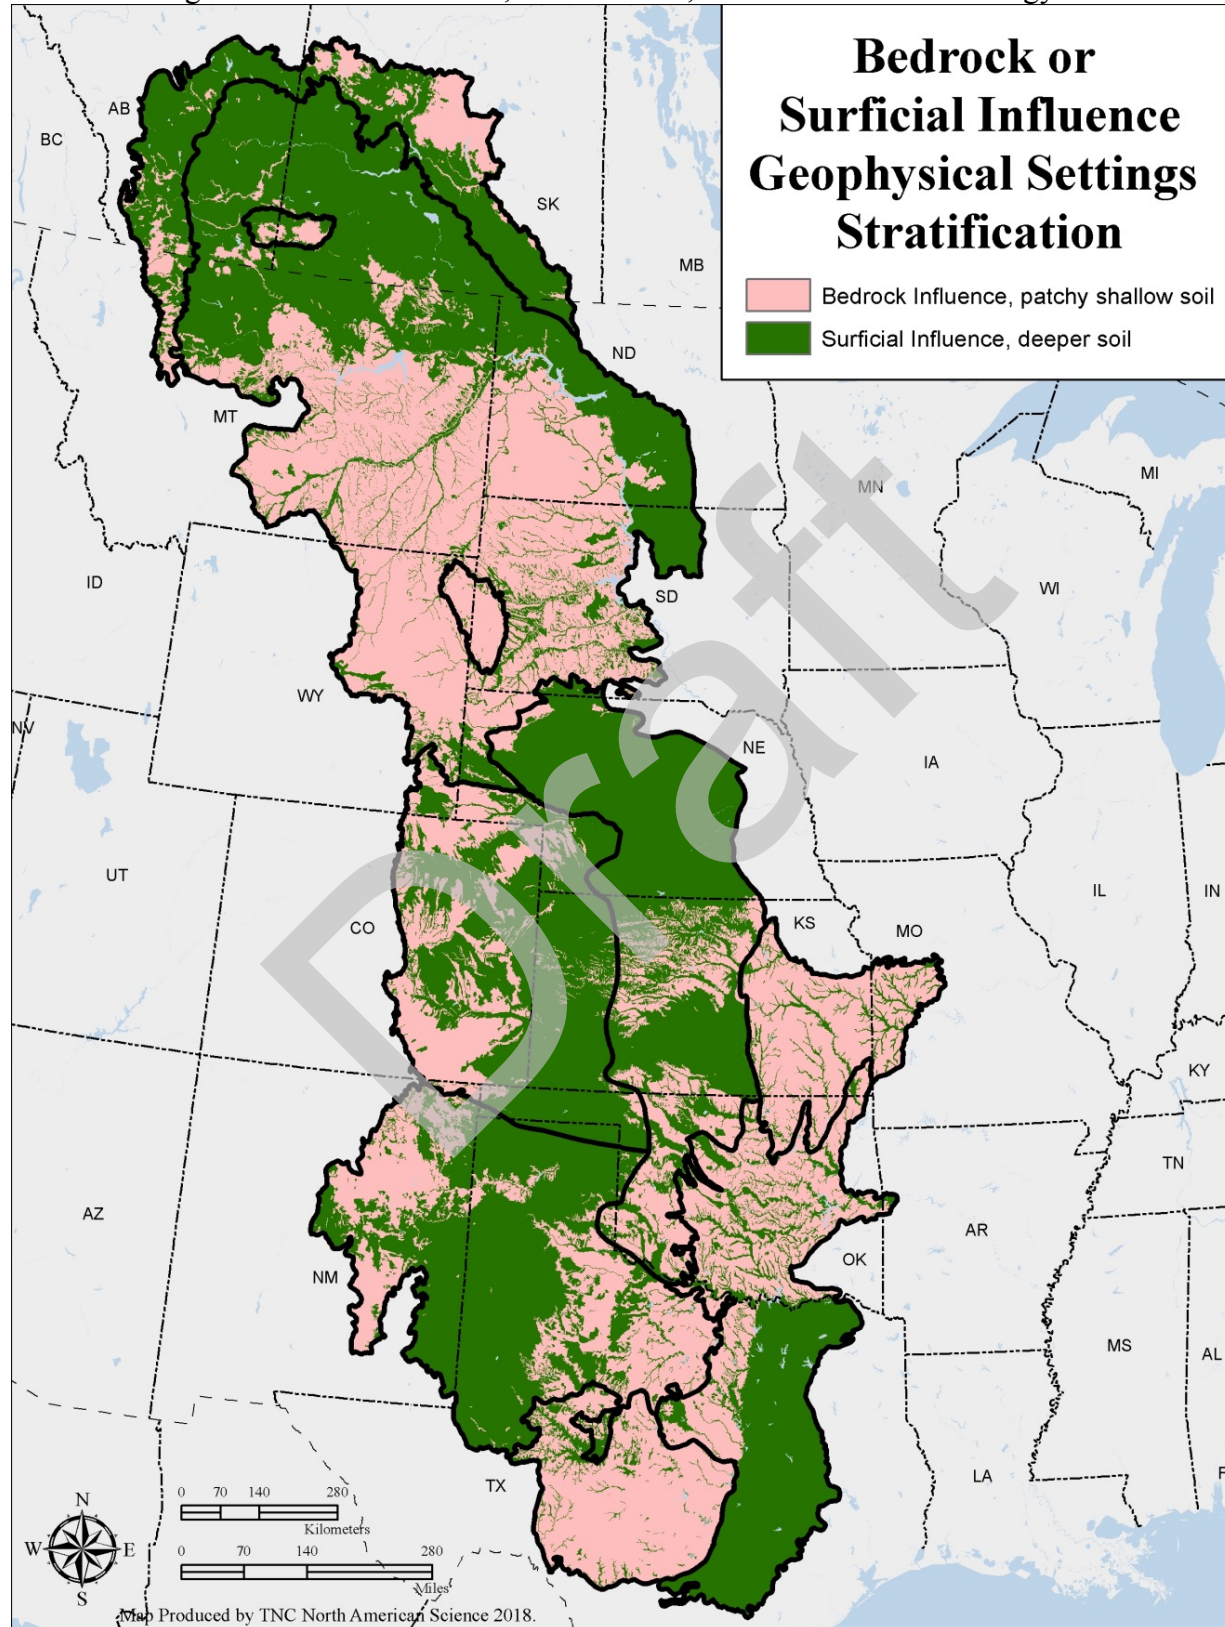 Bedrock or
Surficial Influence
Geophysical Settings
Stratification
Bedrock Influence, patchy shallow soil
Surficial Influence, deeper soil
AB
BC
SK
MB
ND
MT
MN
MI
ID
SD
WI
WY
NV
NE
IA
UT
IL
IN
CO
KS
MO
KY
TN
AZ
AR
OK
NM
MS
AL
TX
LA
F
Draft
N
W E
S
0 70 140 280
Kilometers
0 70 140 280
Miles
Map Produced by TNC North American Science 2018.